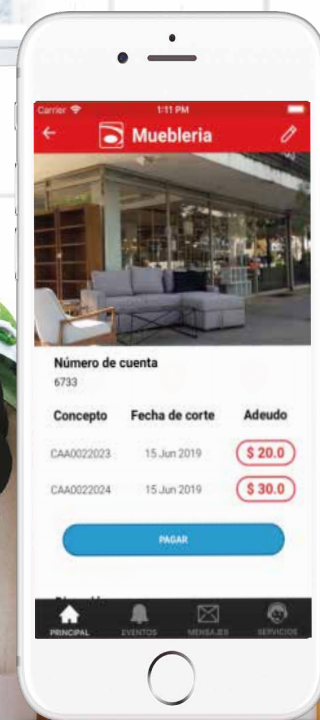 Carrier 1:11 PM
Muebleria
Número de cuenta
6733
Concepto Fecha de corte Adeudo
CAA0022023 15 Jun 2019 $ 20.0
CAA0022024 15 Jun 2019 $ 30.0
PAGAR
PRINCIPAL EVENTOS MENSAJES SERVICIOS